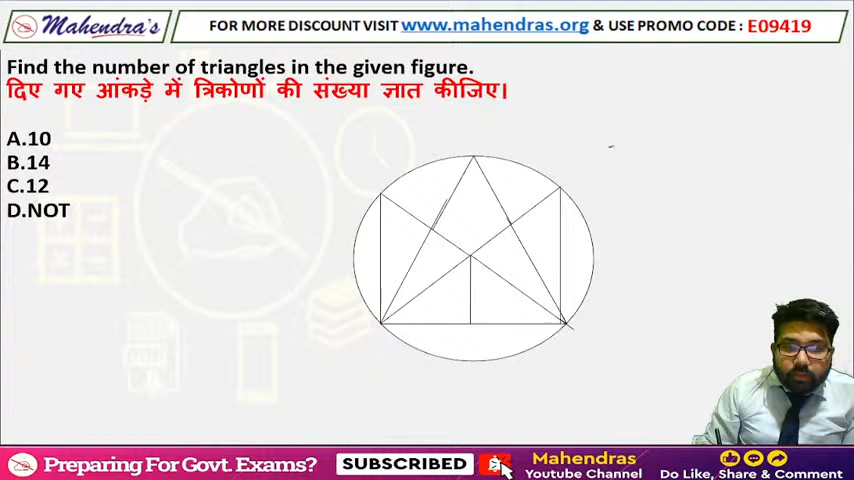 Mahendra's
FOR MORE DISCOUNT VISIT www.mahendras.org & USE PROMO CODE : E09419
Find the number of triangles in the given figure.
दिए गए आंकड़े में त्रिकोणों की संख्या ज्ञात कीजिए।
A.10
B.14
C.12
D.NOT
Preparing For Govt. Exams?
SUBSCRIBED
Mahendras
Youtube Channel
Do Like, Share & Comment